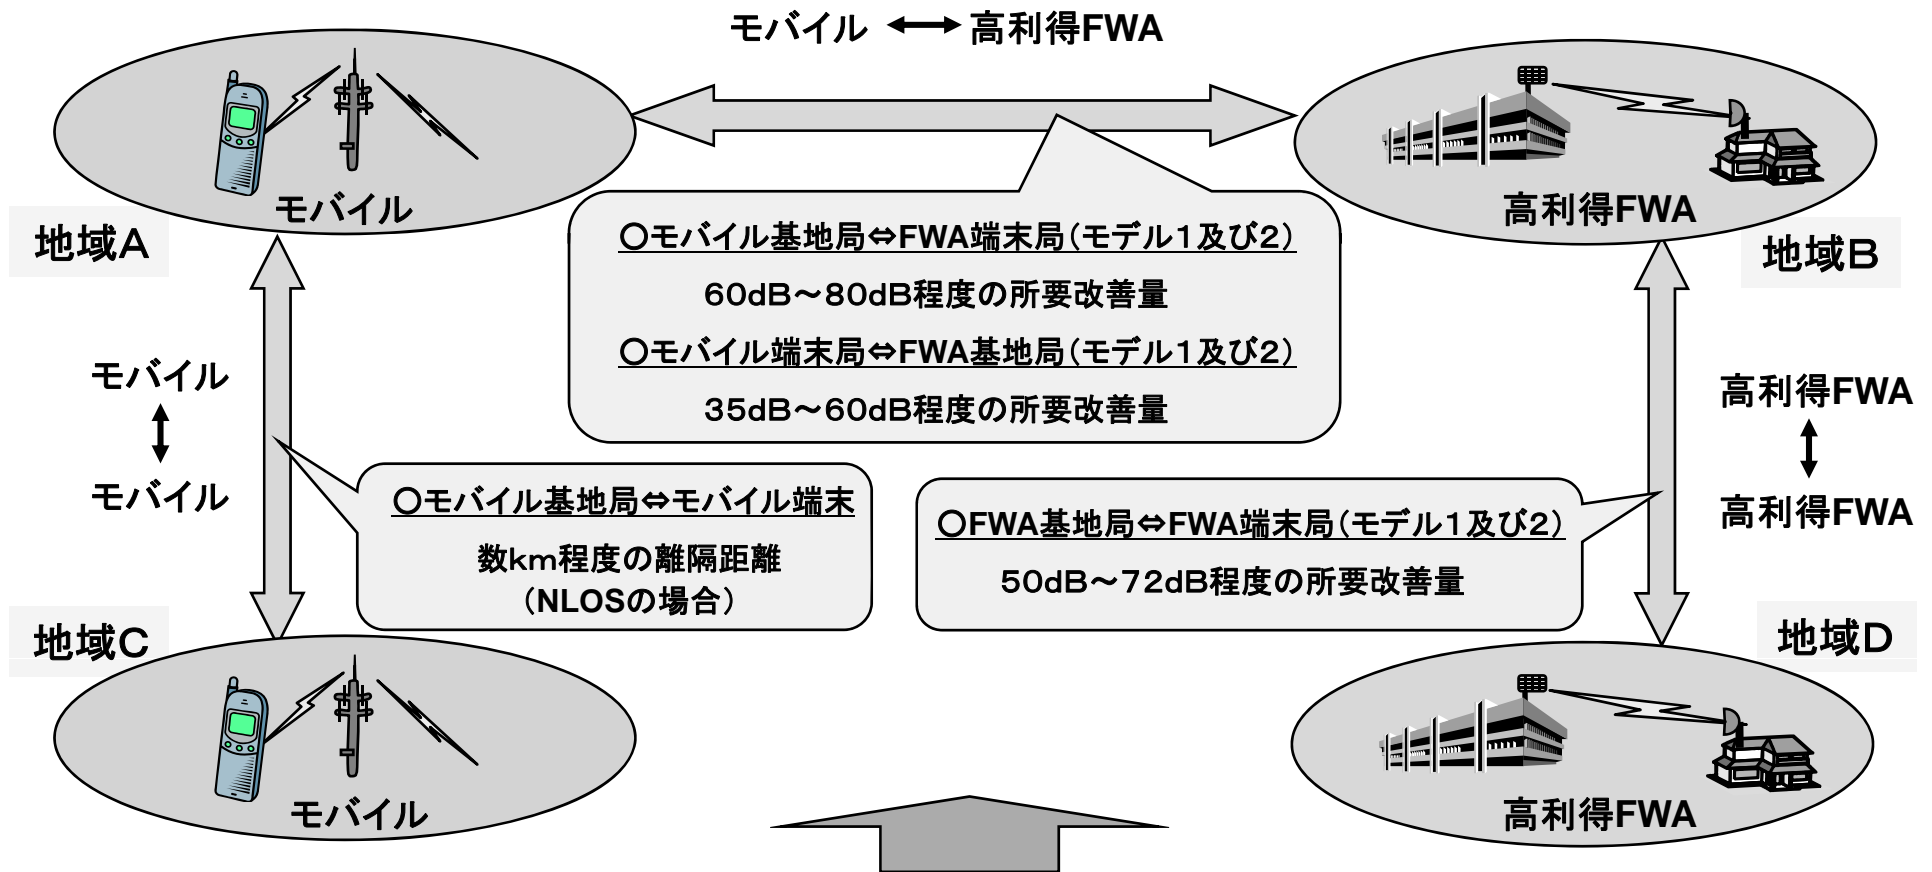 モバイル ⟷ 高利得FWA
モバイル
地域A
高利得FWA
地域B
○モバイル基地局⇔FWA端末局（モデル1及び2）
60dB～80dB程度の所要改善量
○モバイル端末局⇔FWA基地局（モデル1及び2）
35dB～60dB程度の所要改善量
モバイル
モバイル
高利得FWA
高利得FWA
○モバイル基地局⇔モバイル端末
数km程度の離隔距離
（NLOSの場合）
○FWA基地局⇔FWA端末局（モデル1及び2）
50dB～72dB程度の所要改善量
地域C
モバイル
地域D
高利得FWA